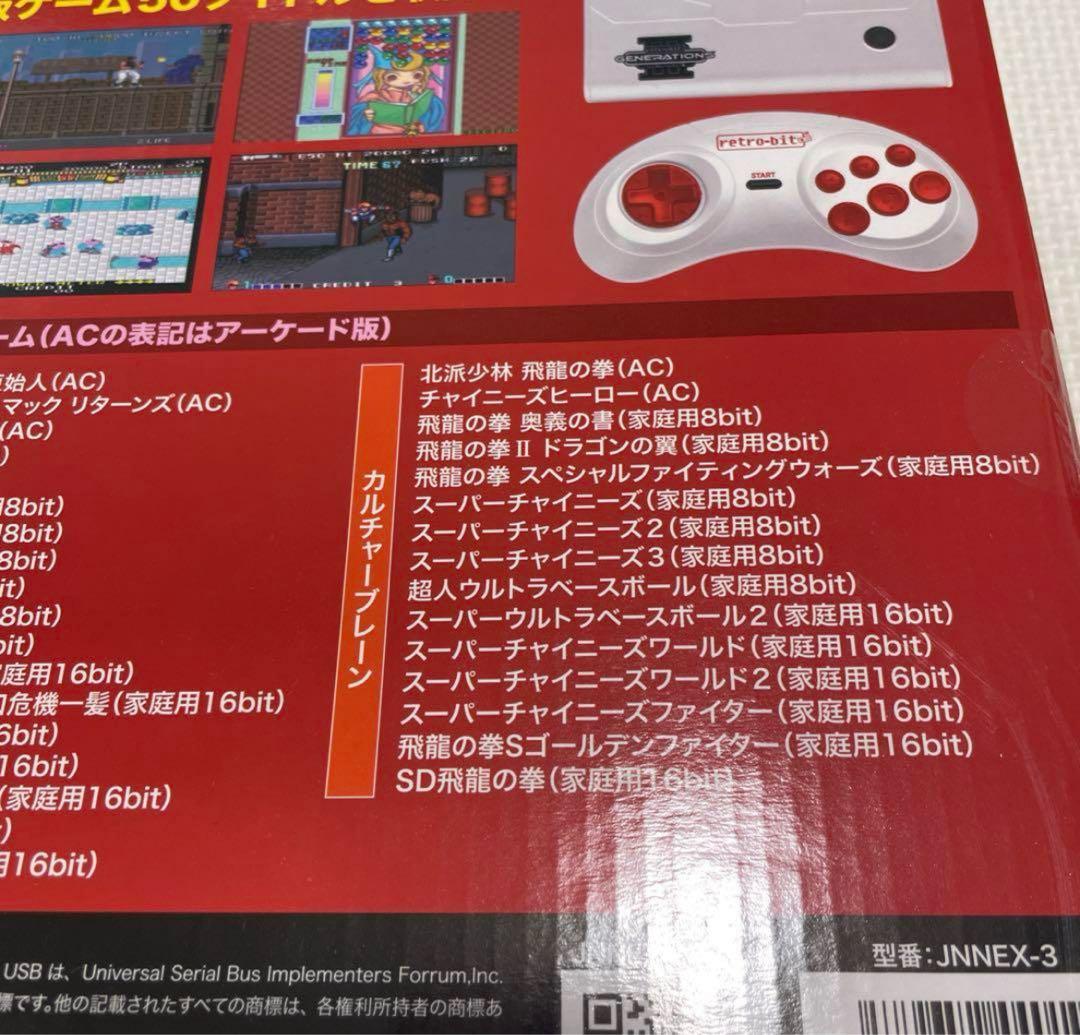 ゲーム50タイトル
2 LIFE
TIME 67 PUSH 2P
CREDIT 3
GENERATIONS
retro-bit
START
ーム(ACの表記はアーケード版)
始人(AC)
マック リターンズ(AC)
(AC)
)
8bit)
8bit)
8bit)
it)
8bit)
bit)
庭用16bit)
危機一髪(家庭用16bit)
6bit)
16bit)
(家庭用16bit)
)
用16bit)
カルチャーブレーン
北派少林 飛龍の拳(AC)
チャイニーズヒーロー(AC)
飛龍の拳 奥義の書(家庭用8bit)
飛龍の拳Ⅱ ドラゴンの翼(家庭用8bit)
飛龍の拳 スペシャルファイティングウォーズ(家庭用8bit)
スーパーチャイニーズ(家庭用8bit)
スーパーチャイニーズ2(家庭用8bit)
スーパーチャイニーズ3(家庭用8bit)
超人ウルトラベースボール(家庭用8bit)
スーパーウルトラベースボール2(家庭用16bit)
スーパーチャイニーズワールド(家庭用16bit)
スーパーチャイニーズワールド2(家庭用16bit)
スーパーチャイニーズファイター(家庭用16bit)
飛龍の拳Sゴールデンファイター(家庭用16bit)
SD飛龍の拳(家庭用16bit)
USB は、Universal Serial Bus Implementers Forrum,Inc.
標です。他の記載されたすべての商標は、各権利所持者の商標あ
型番:JNNEX-3